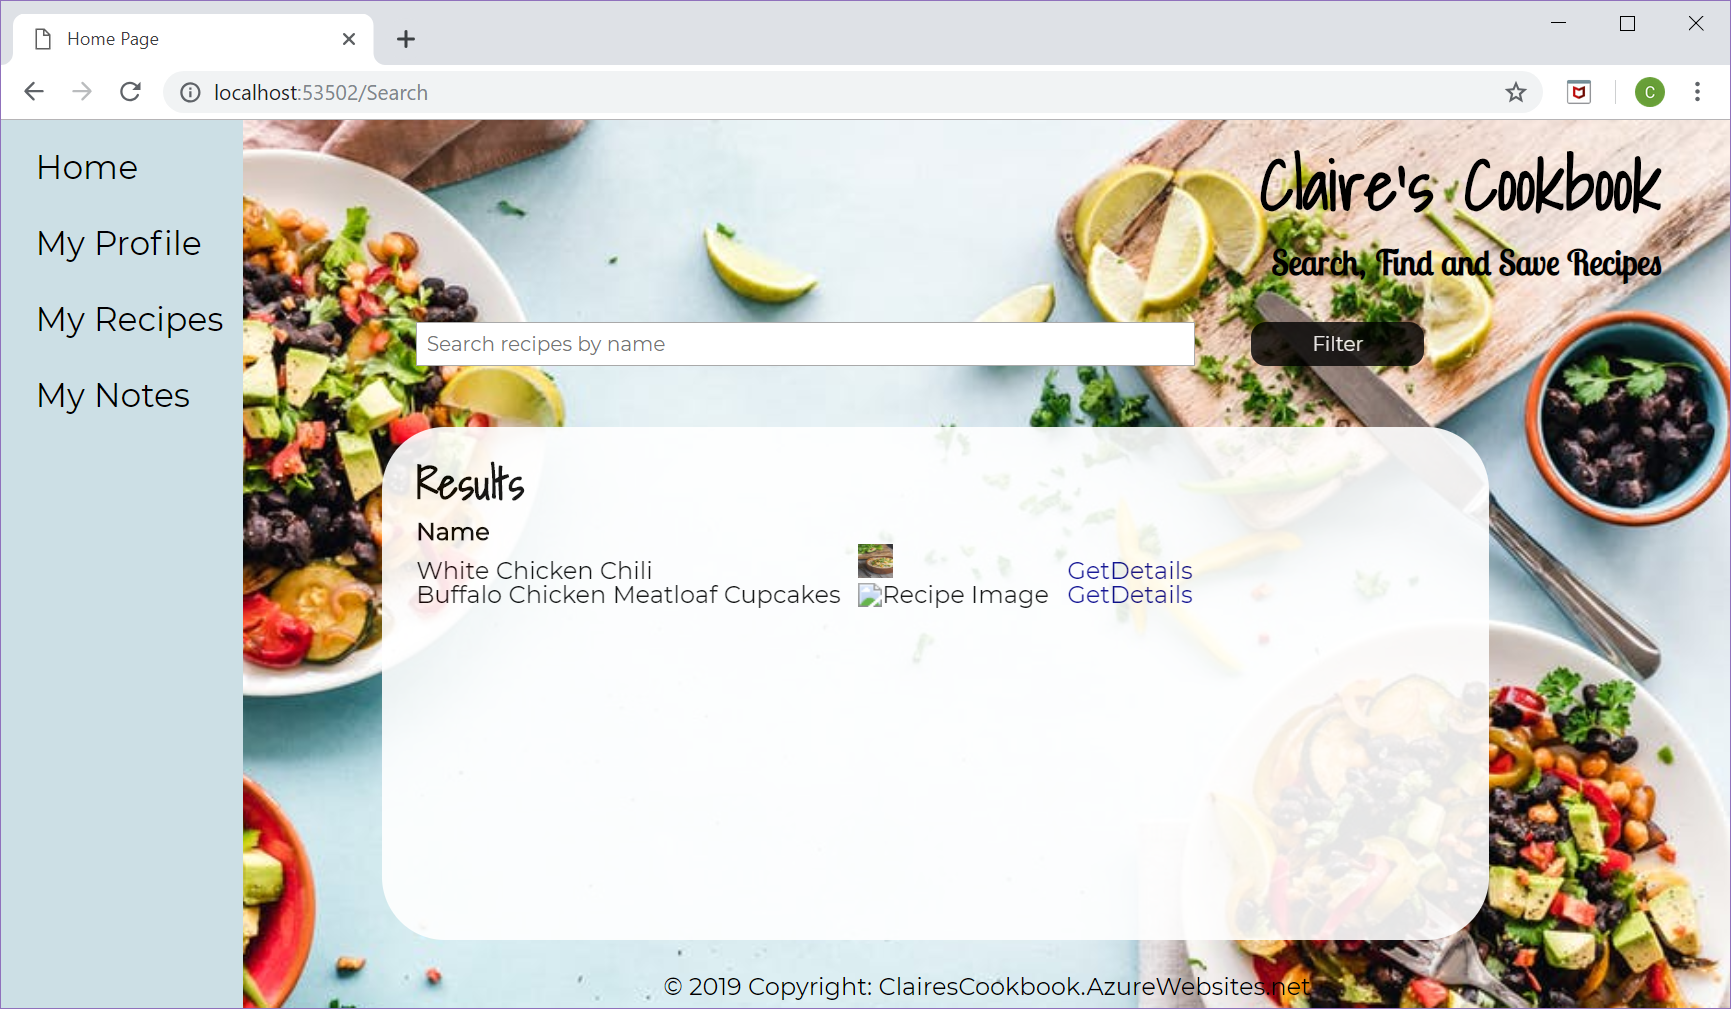 Home Page
localhost:53502/Search
C
Home
My Profile
My Recipes
My Notes
Claire's Cookbook
Search, Find and Save Recipes
Search recipes by name
Filter
Results
Name
White Chicken Chili GetDetails
Buffalo Chicken Meatloaf Cupcakes Recipe Image GetDetails
© 2019 Copyright: ClairesCookbook.AzureWebsites.net